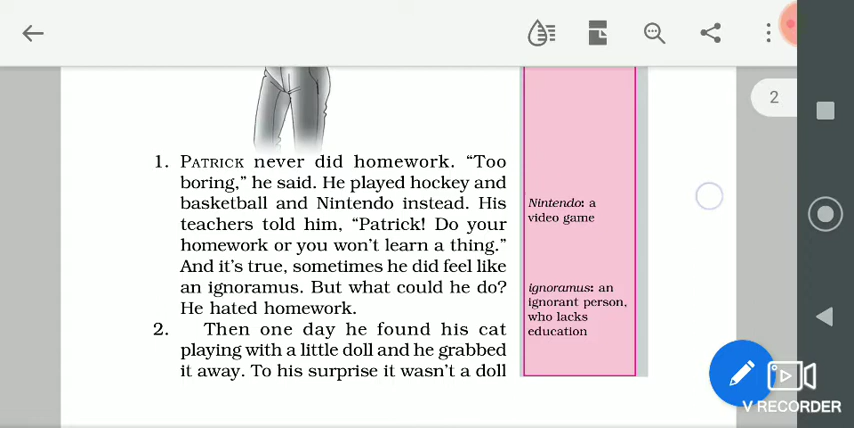 2
1. PATRICK never did homework. “Too
boring,” he said. He played hockey and
basketball and Nintendo instead. His
teachers told him, “Patrick! Do your
homework or you won’t learn a thing.”
And it’s true, sometimes he did feel like
an ignoramus. But what could he do?
He hated homework.
2. Then one day he found his cat
playing with a little doll and he grabbed
it away. To his surprise it wasn’t a doll
Nintendo: a
video game
ignoramus: an
ignorant person,
who lacks
education
V RECORDER